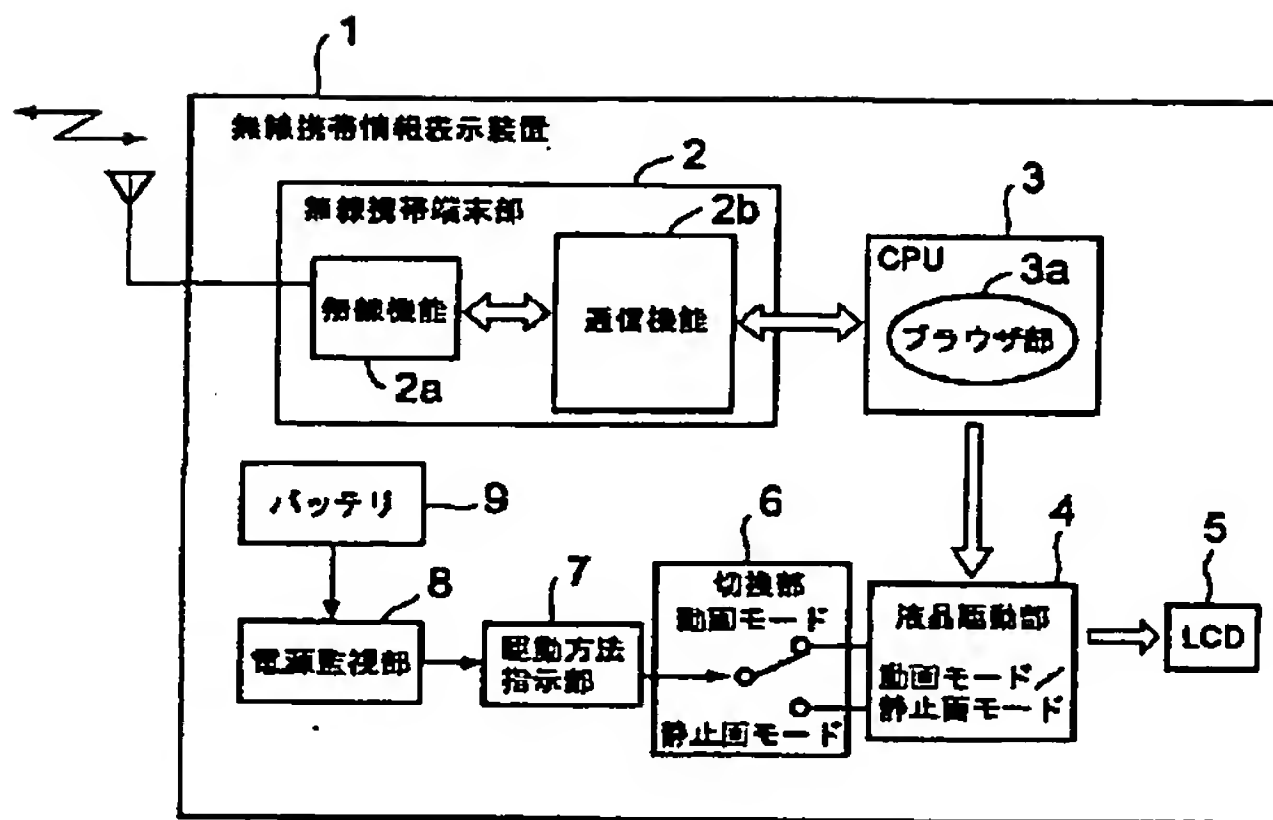 1
無線携帯情報表示装置
2
無線携帯端末部
2b
3
CPU
3a
無線機能
通信機能
ブラウザ部
2a
バッテリ
9
6
4
5
8
7
切換部
動画モード
液晶駆動部
LCD
電源監視部
駆動方法
指示部
動画モード/
静止画モード
静止画モード